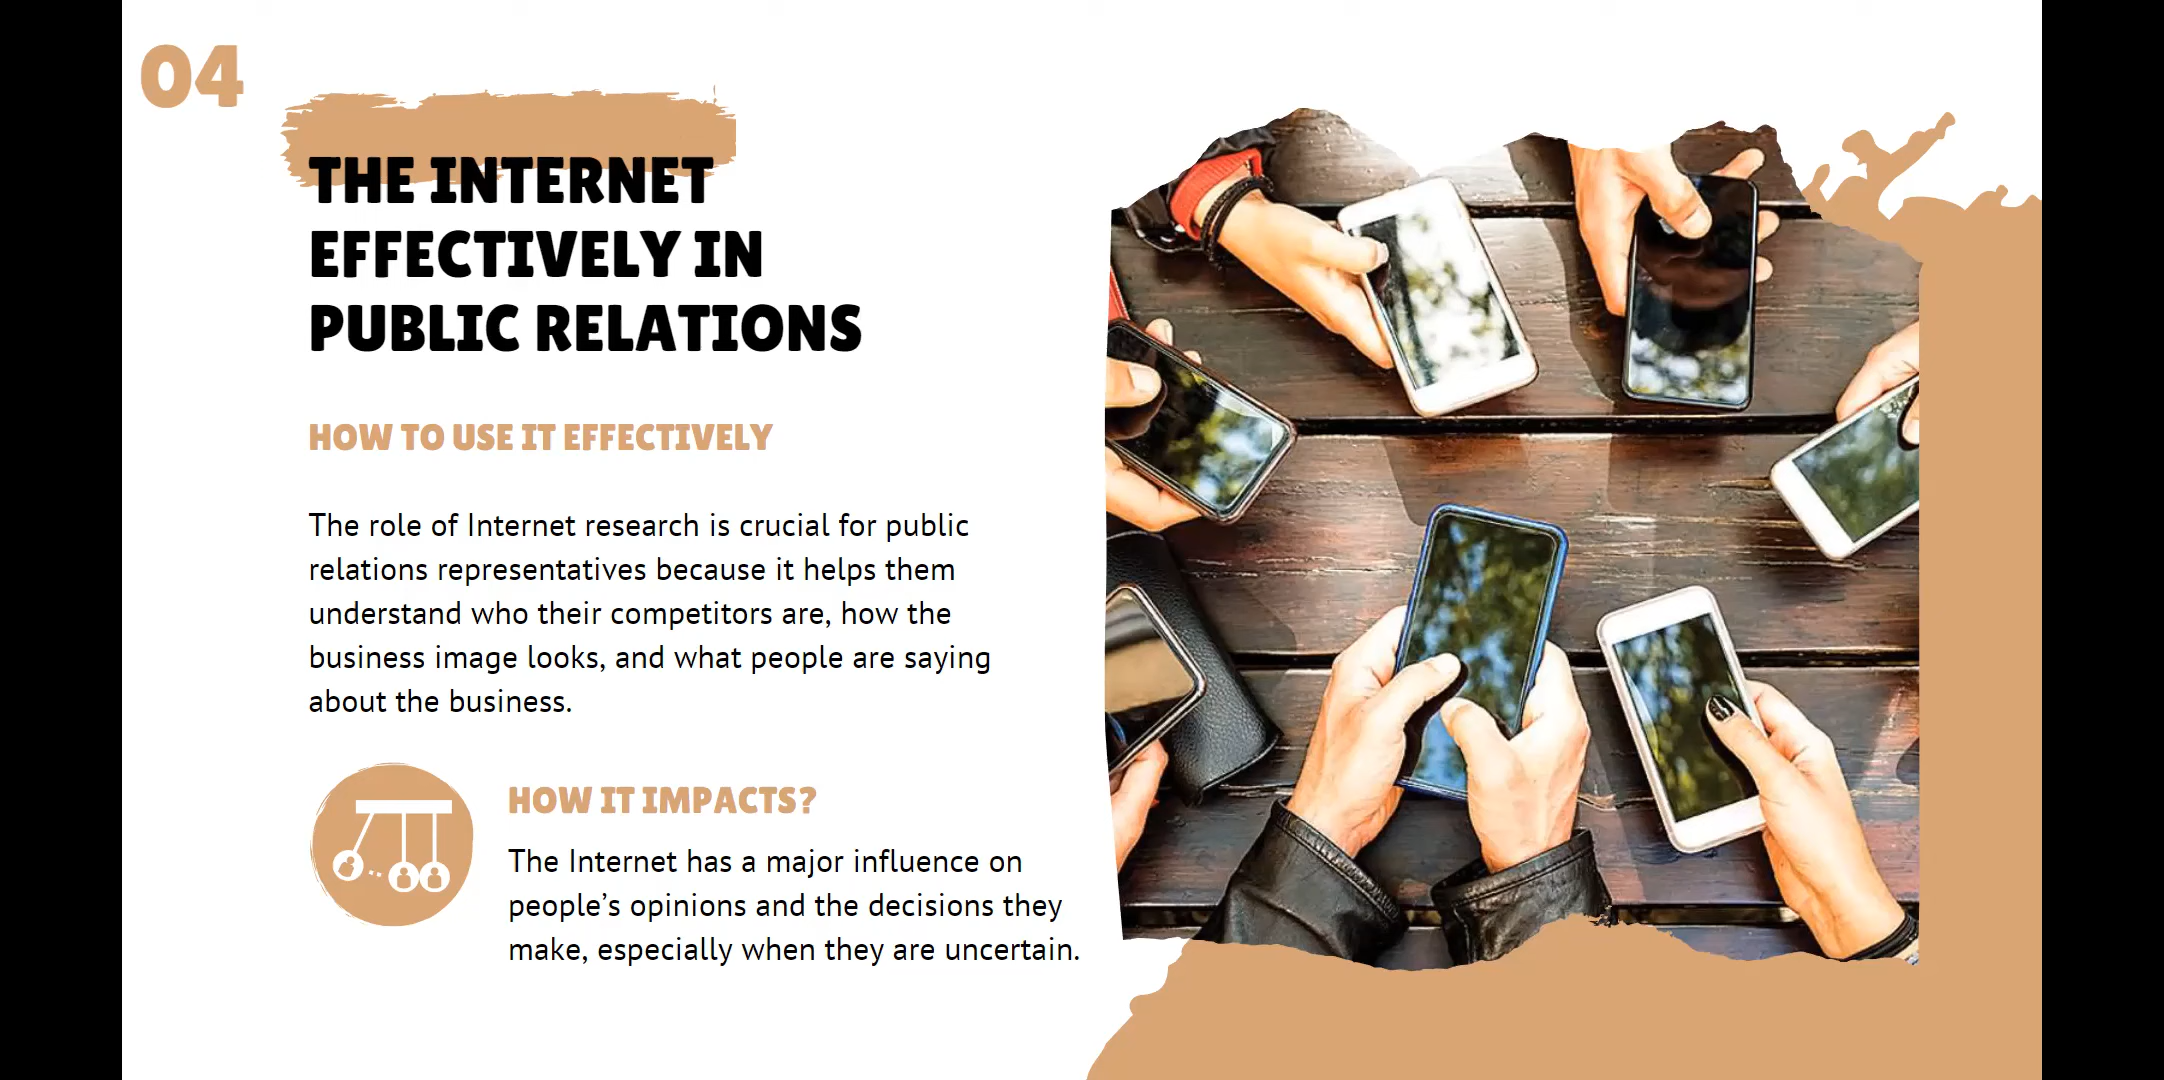 04
THE INTERNET
EFFECTIVELY IN
PUBLIC RELATIONS
HOW TO USE IT EFFECTIVELY
The role of Internet research is crucial for public
relations representatives because it helps them
understand who their competitors are, how the
business image looks, and what people are saying
about the business.
HOW IT IMPACTS?
The Internet has a major influence on
people’s opinions and the decisions they
make, especially when they are uncertain.